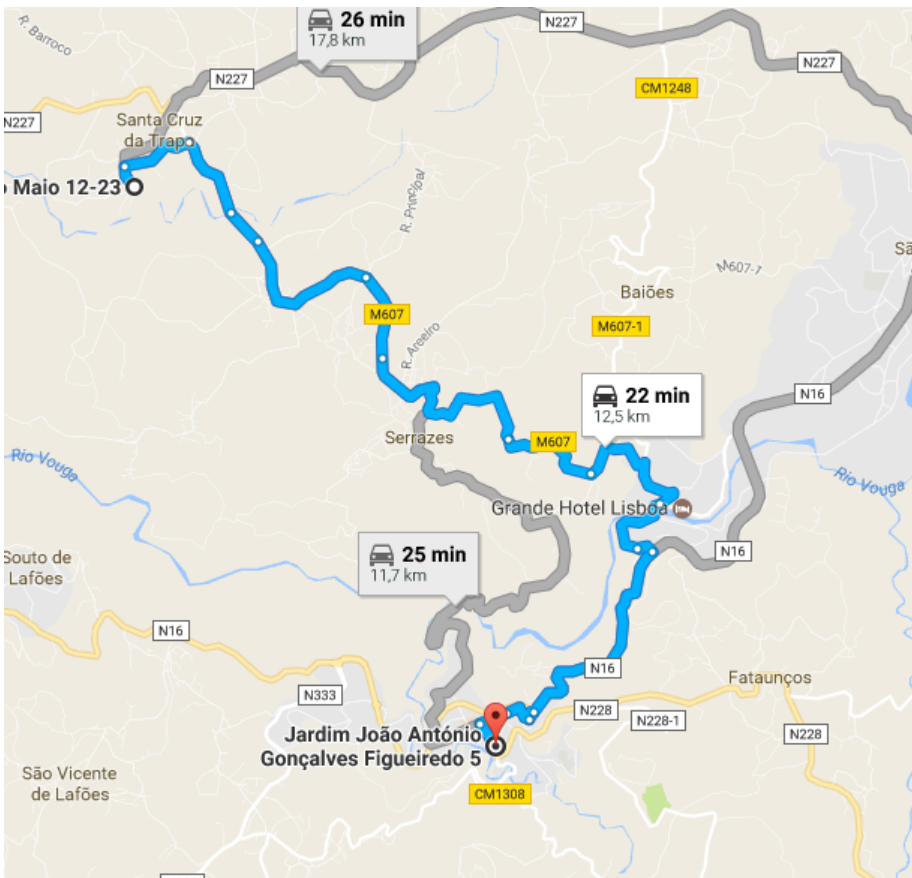 R. Barroco
26 min
17,8 km
N227
N227
N227
CM1248
N227
Santa Cruz
da Trapa
Maio 12-23
R. Principal
M607-1
Baiões
M607
M607-1
R. Areeiro
22 min
12,5 km
N16
Serrazes
M607
Rio Vouga
Rio Vouga
Grande Hotel Lisboa
N16
25 min
11,7 km
Souto de
Lafões
N16
N16
Fataunços
N333
N228
N228-1
N228
Jardim João António
Gonçalves Figueiredo 5
São Vicente
de Lafões
CM1308